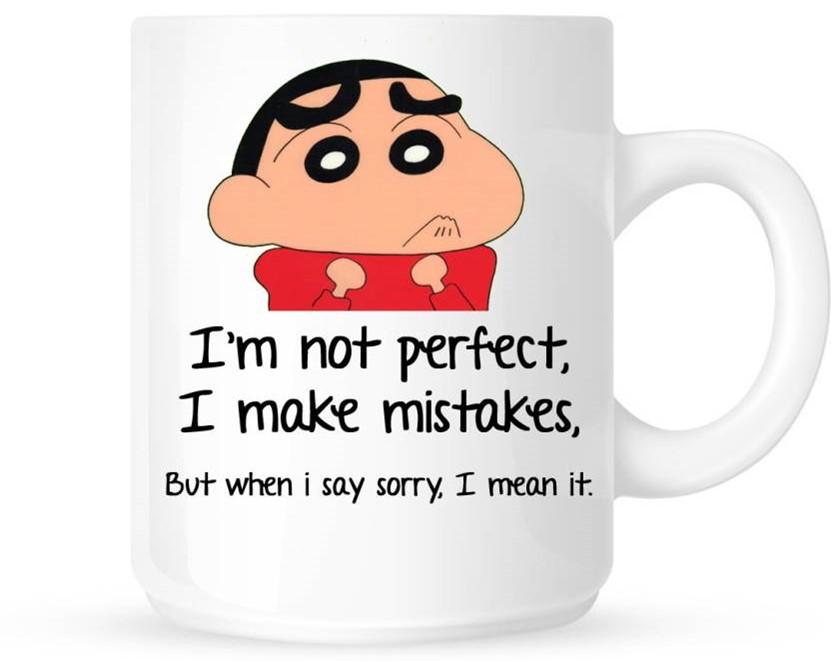 I'm not perfect,
I make mistakes,
But when i say sorry, I mean it.